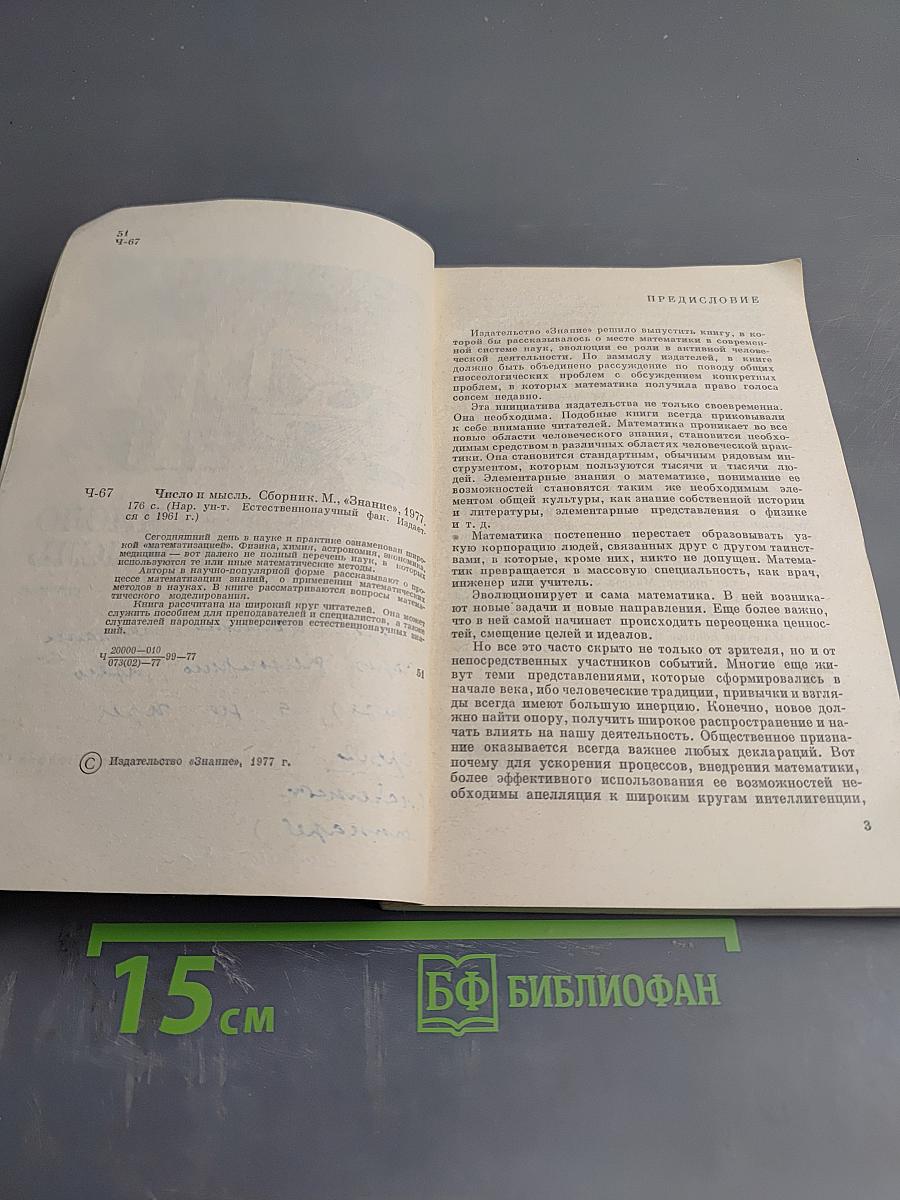 51
Ч-67
Ч-67 Число и мысль. Сборник. М., «Знание», 1977.
176 с. (Нар. ун-т. Естественнонаучный фак. Издает-
ся с 1961 г.)
Сегодняшний день в науке и практике ознаменован широ-
кой «математизацией». Физика, химия, астрономия, экономика,
медицина — вот далеко не полный перечень наук, в которых
используются те или иные математические методы.
Авторы в научно-популярной форме рассказывают о про-
цессе математизации знаний, о применении математических
методов в науках. В книге рассматриваются вопросы матема-
тического моделирования.
Книга рассчитана на широкий круг читателей. Она может
служить пособием для преподавателей и специалистов, а также
слушателей народных университетов естественнонаучных зна-
ний.
Ч 20000—010
073(02)—77 99—77
51
© Издательство «Знание», 1977 г.
ПРЕДИСЛОВИЕ
Издательство «Знание» решило выпустить книгу, в ко-
торой бы рассказывалось о месте математики в современ-
ной системе наук, эволюции ее роли в активной челове-
ческой деятельности. По замыслу издателей, в книге
должно быть объединено рассуждение по поводу общих
гносеологических проблем с обсуждением конкретных
проблем, в которых математика получила право голоса
совсем недавно.
Эта инициатива издательства не только своевременна.
Она необходима. Подобные книги всегда приковывали
к себе внимание читателей. Математика проникает во все
новые области человеческого знания, становится необхо-
димым средством в различных областях человеческой прак-
тики. Она становится стандартным, обычным рядовым ин-
струментом, которым пользуются тысячи и тысячи лю-
дей. Элементарные знания о математике, понимание ее
возможностей становятся таким же необходимым эле-
ментом общей культуры, как знание собственной истории
и литературы, элементарные представления о физике
и т. д.
Математика постепенно перестает образовывать уз-
кую корпорацию людей, связанных друг с другом таинст-
вами, в которые, кроме них, никто не допущен. Матема-
тик превращается в массовую специальность, как врач,
инженер или учитель.
Эволюционирует и сама математика. В ней возника-
ют новые задачи и новые направления. Еще более важно,
что в ней самой начинает происходить переоценка ценнос-
тей, смещение целей и идеалов.
Но все это часто скрыто не только от зрителя, но и от
непосредственных участников событий. Многие еще жи-
вут теми представлениями, которые сформировались в
начале века, ибо человеческие традиции, привычки и взгля-
ды всегда имеют большую инерцию. Конечно, новое дол-
жно найти опору, получить широкое распространение и на-
чать влиять на нашу деятельность. Общественное призна-
ние оказывается всегда важнее любых деклараций. Вот
почему для ускорения процессов, внедрения математики,
более эффективного использования ее возможностей не-
обходимы апелляция к широким кругам интеллигенции,
3
15 см
БФ БИБЛИОФАН